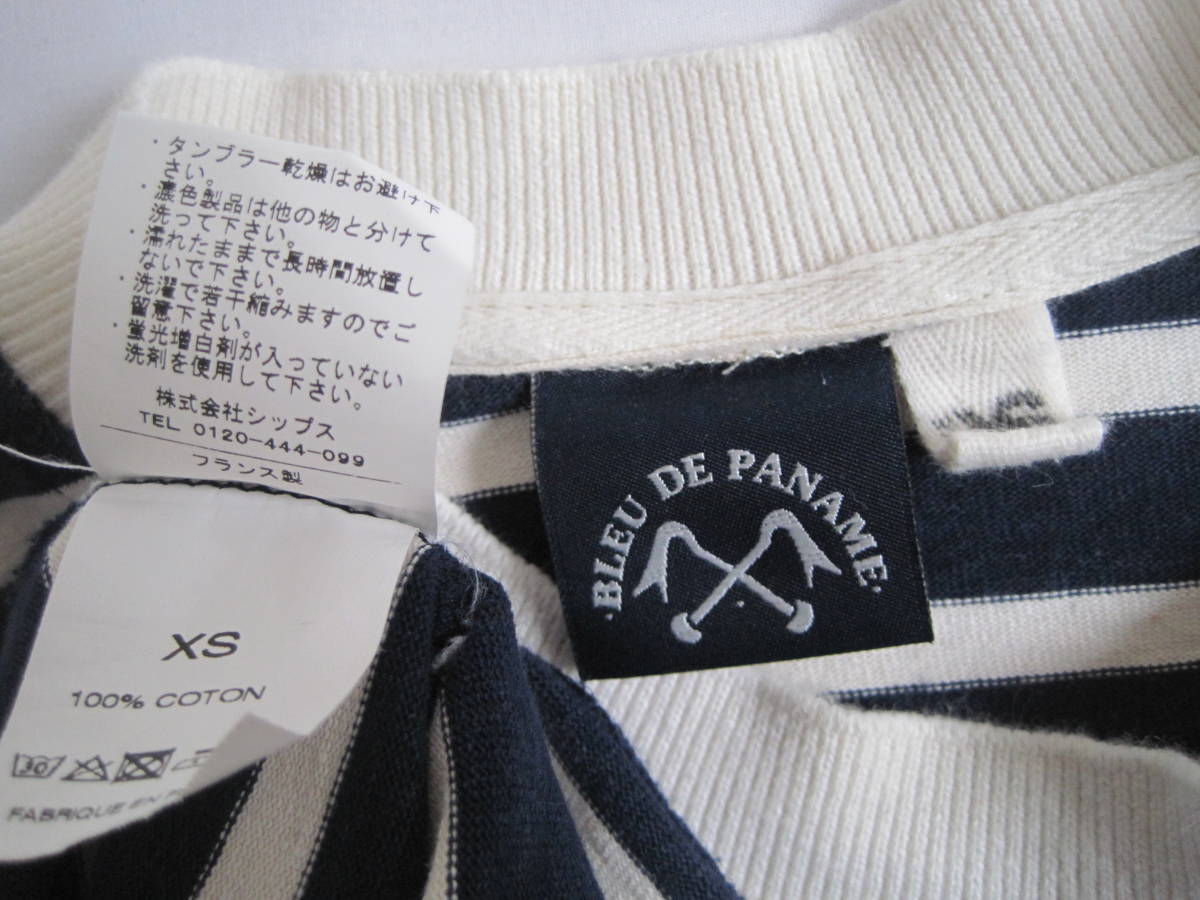 ・タンブラー乾燥はお避け下
さい。
・濃色製品は他の物と分けて
洗って下さい。
・濡れたままで長時間放置し
ないで下さい。
・洗濯で若干縮みますのでご
留意下さい。
・蛍光増白剤が入っていない
洗剤を使用して下さい。
株式会社シップス
TEL 0120-444-099
フランス製
XS
100% COTON
30
FABRIQUE EN
·BLEU DE PANAME·